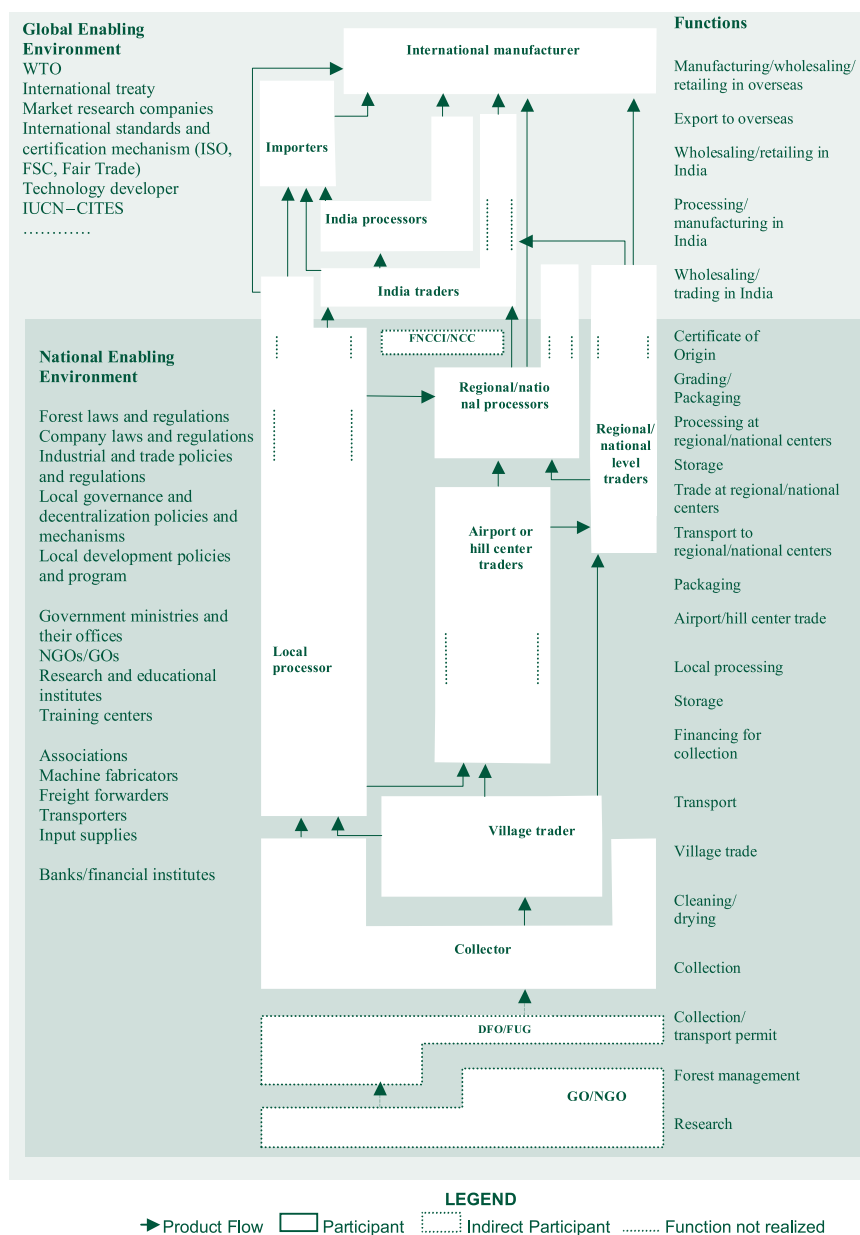 Global Enabling
Environment
WTO
International treaty
Market research companies
International standards and
certification mechanism (ISO,
FSC, Fair Trade)
Technology developer
IUCN–CITES
…………
National Enabling
Environment
Forest laws and regulations
Company laws and regulations
Industrial and trade policies
and regulations
Local governance and
decentralization policies and
mechanisms
Local development policies
and program
Government ministries and
their offices
NGOs/GOs
Research and educational
institutes
Training centers
Associations
Machine fabricators
Freight forwarders
Transporters
Input supplies
Banks/financial institutes
International manufacturer
Importers
India processors
India traders
FNCCI/NCC
Regional/natio
nal processors
Regional/
national
level
traders
Airport or
hill center
traders
Local
processor
Village trader
Collector
DFO/FUG
GO/NGO
Functions
Manufacturing/wholesaling/
retailing in overseas
Export to overseas
Wholesaling/retailing in
India
Processing/
manufacturing in
India
Wholesaling/
trading in India
Certificate of
Origin
Grading/
Packaging
Processing at
regional/national centers
Storage
Trade at regional/national
centers
Transport to
regional/national centers
Packaging
Airport/hill center trade
Local processing
Storage
Financing for
collection
Transport
Village trade
Cleaning/
drying
Collection
Collection/
transport permit
Forest management
Research
LEGEND
Product Flow
Participant
Indirect Participant
Function not realized